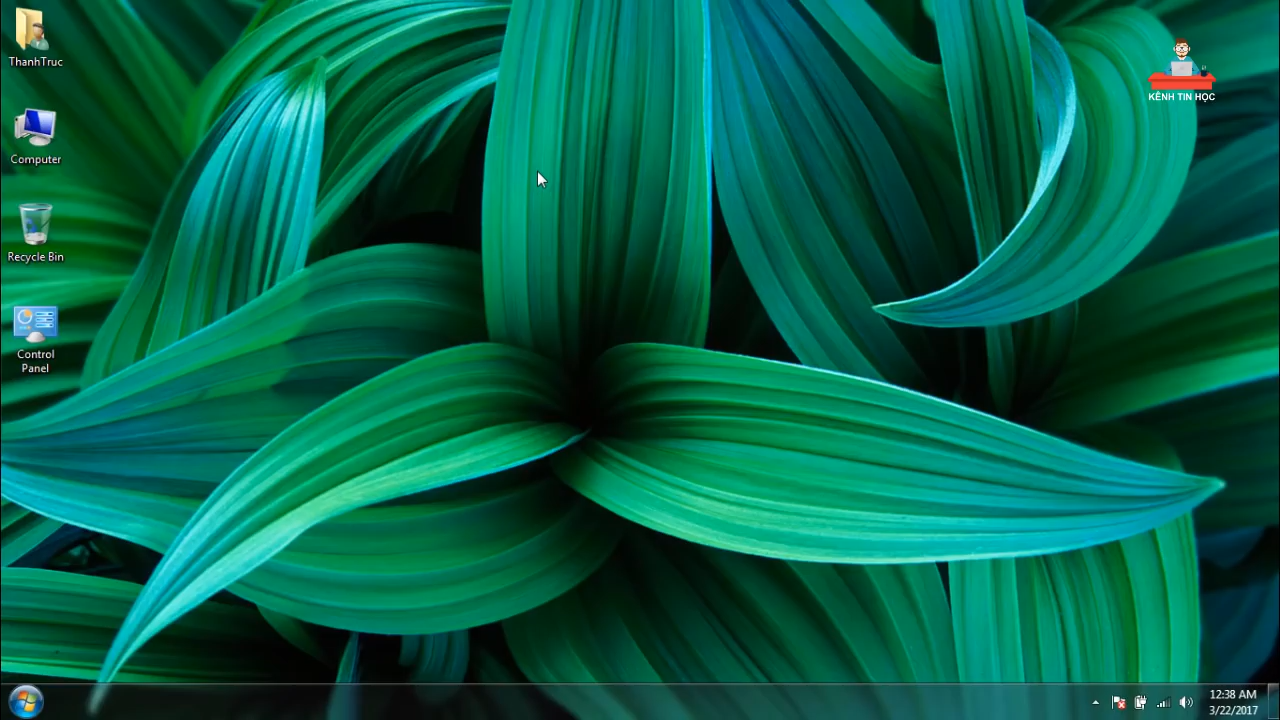 ThanhTruc
KÊNH TIN HỌC
Computer
Recycle Bin
Control
Panel
12:38 AM
3/22/2017